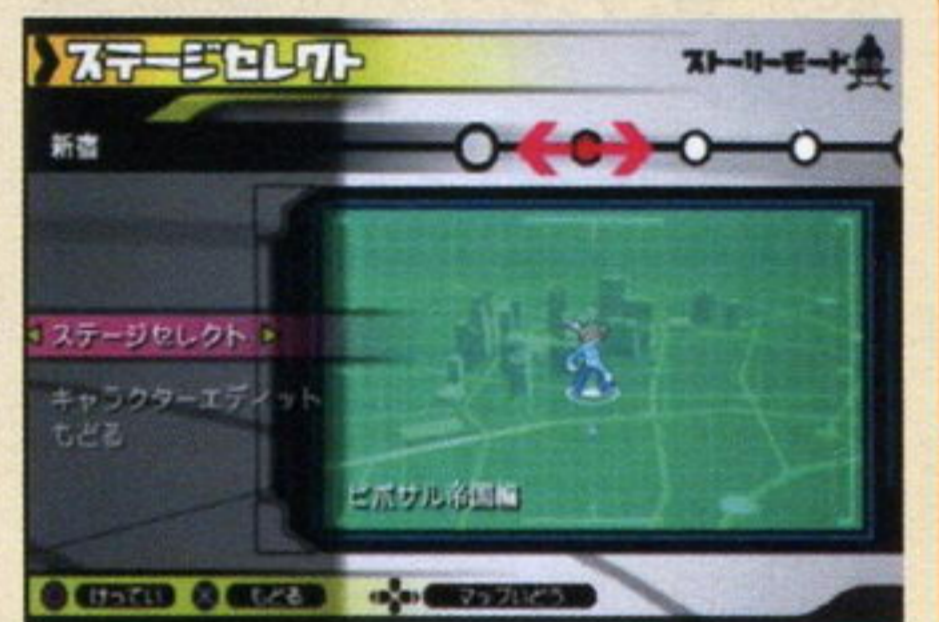 ステージセレクト
ストーリーモード
新宿
ステージセレクト
キャラクターエディット
もどる
ピポサル帝国編
けってい
もどる
マップいどう